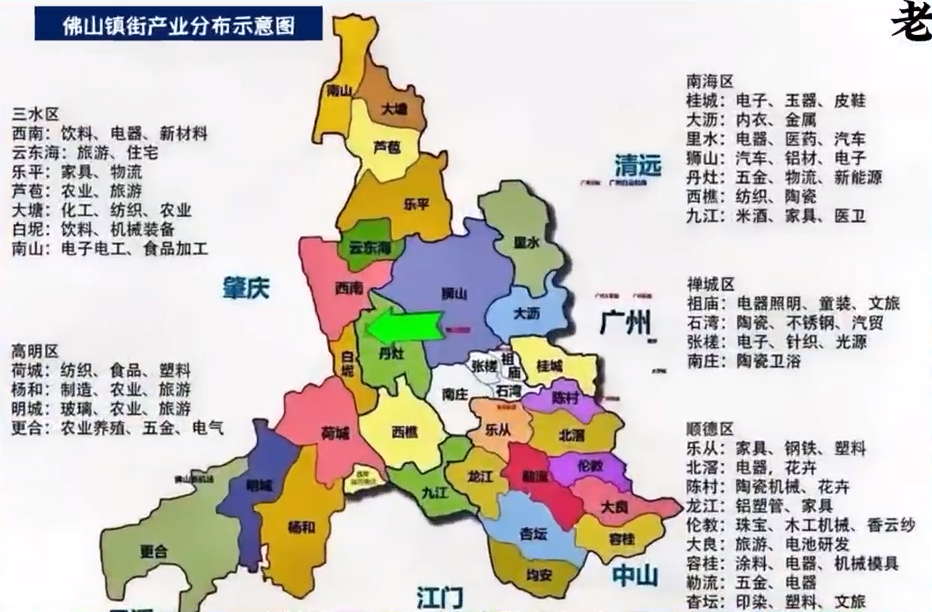 佛山镇街产业分布示意图
老
三水区
西南：饮料、电器、新材料
云东海：旅游、住宅
乐平：家具、物流
芦苞：农业、旅游
大塘：化工、纺织、农业
白坭：饮料、机械装备
南山：电子电工、食品加工
高明区
荷城：纺织、食品、塑料
杨和：制造、农业、旅游
明城：玻璃、农业、旅游
更合：农业养殖、五金、电气
南山
大塘
芦苞
乐平
云东海
里水
西南
狮山
大沥
白坭
丹灶
张槎
祖庙
桂城
南庄
石湾
陈村
荷城
西樵
乐从
北滘
明城
九江
龙江
勒流
伦教
大良
杨和
杏坛
容桂
更合
均安
清远
肇庆
广州
中山
江门
南海区
桂城：电子、玉器、皮鞋
大沥：内衣、金属
里水：电器、医药、汽车
狮山：汽车、铝材、电子
丹灶：五金、物流、新能源
西樵：纺织、陶瓷
九江：米酒、家具、医卫
禅城区
祖庙：电器照明、童装、文旅
石湾：陶瓷、不锈钢、汽贸
张槎：电子、针织、光源
南庄：陶瓷卫浴
顺德区
乐从：家具、钢铁、塑料
北滘：电器，花卉
陈村：陶瓷机械、花卉
龙江：铝塑管、家具
伦教：珠宝、木工机械、香云纱
大良：旅游、电池研发
容桂：涂料、电器、机械模具
勒流：五金、电器
杏坛：印染、塑料、文旅